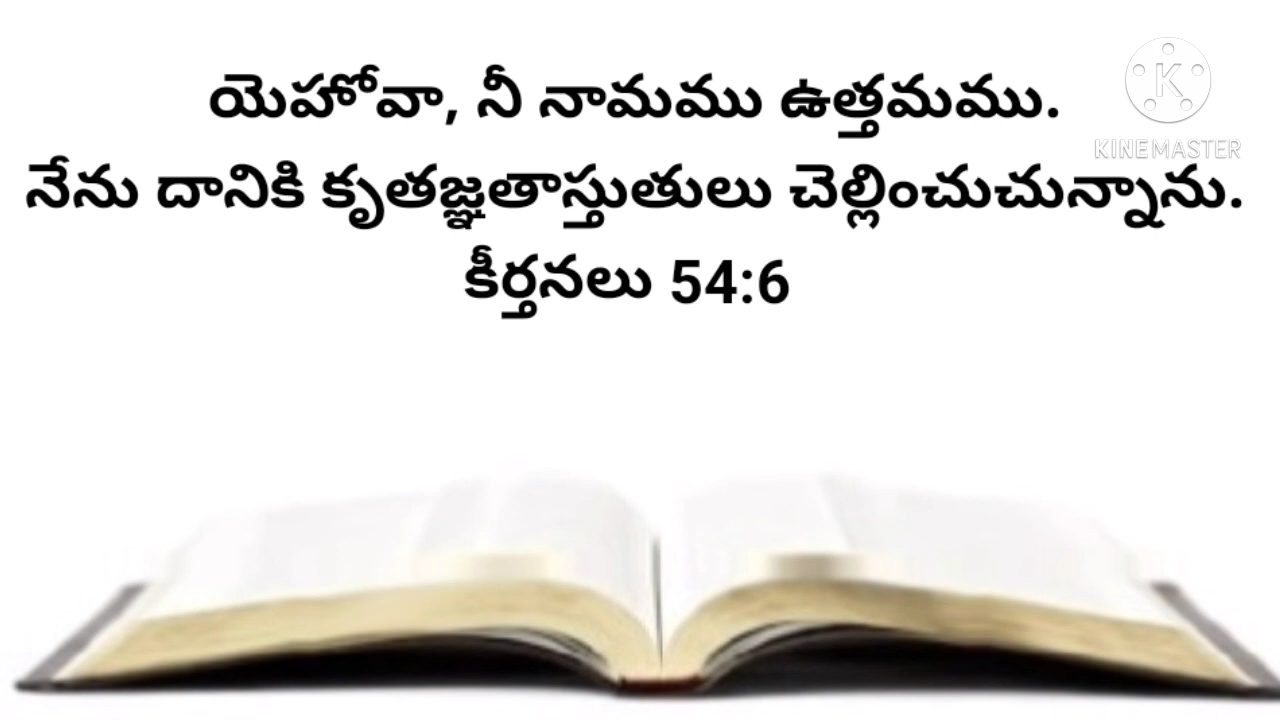 యెహోవా, నీ నామము ఉత్తమము.
నేను దానికి కృతజ్ఞతాస్తుతులు చెల్లించుచున్నాను.
కీర్తనలు 54:6
K
KINEMASTER